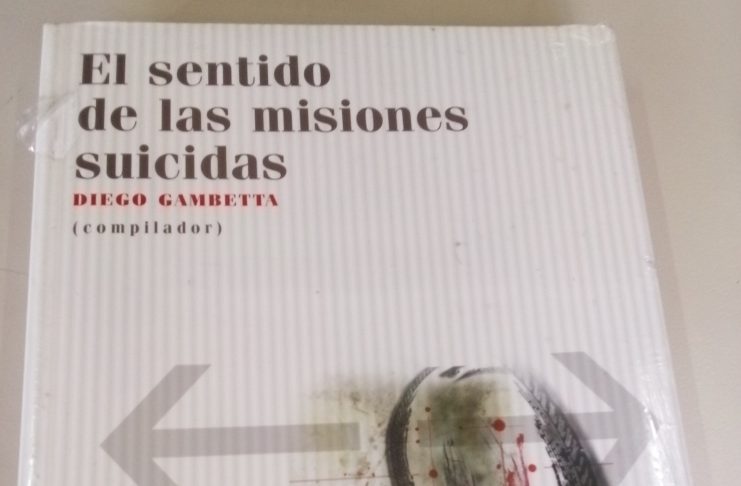 El sentido
de las misiones
suicidas
DIEGO GAMBETTA
(compilador)